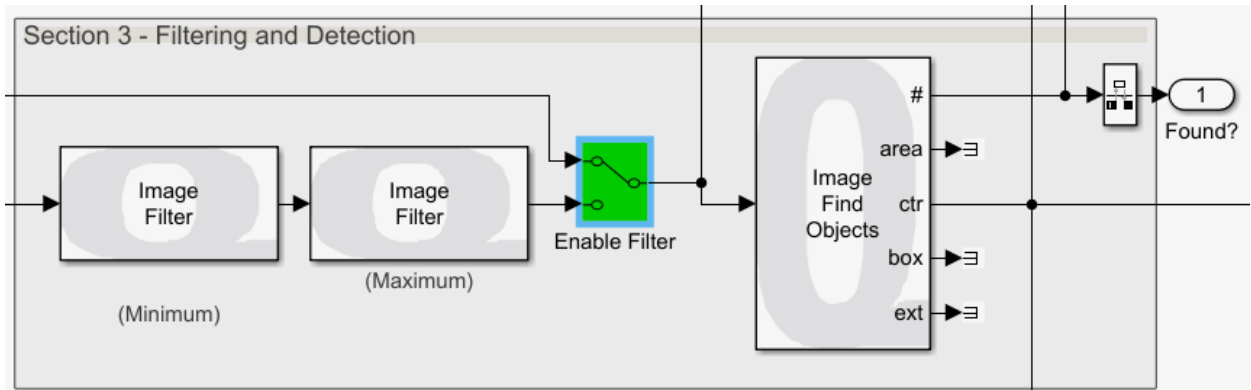 Section 3 - Filtering and Detection
Image
Filter
(Minimum)
Image
Filter
(Maximum)
Enable Filter
Image
Find
Objects
#
area
ctr
box
ext
1
Found?